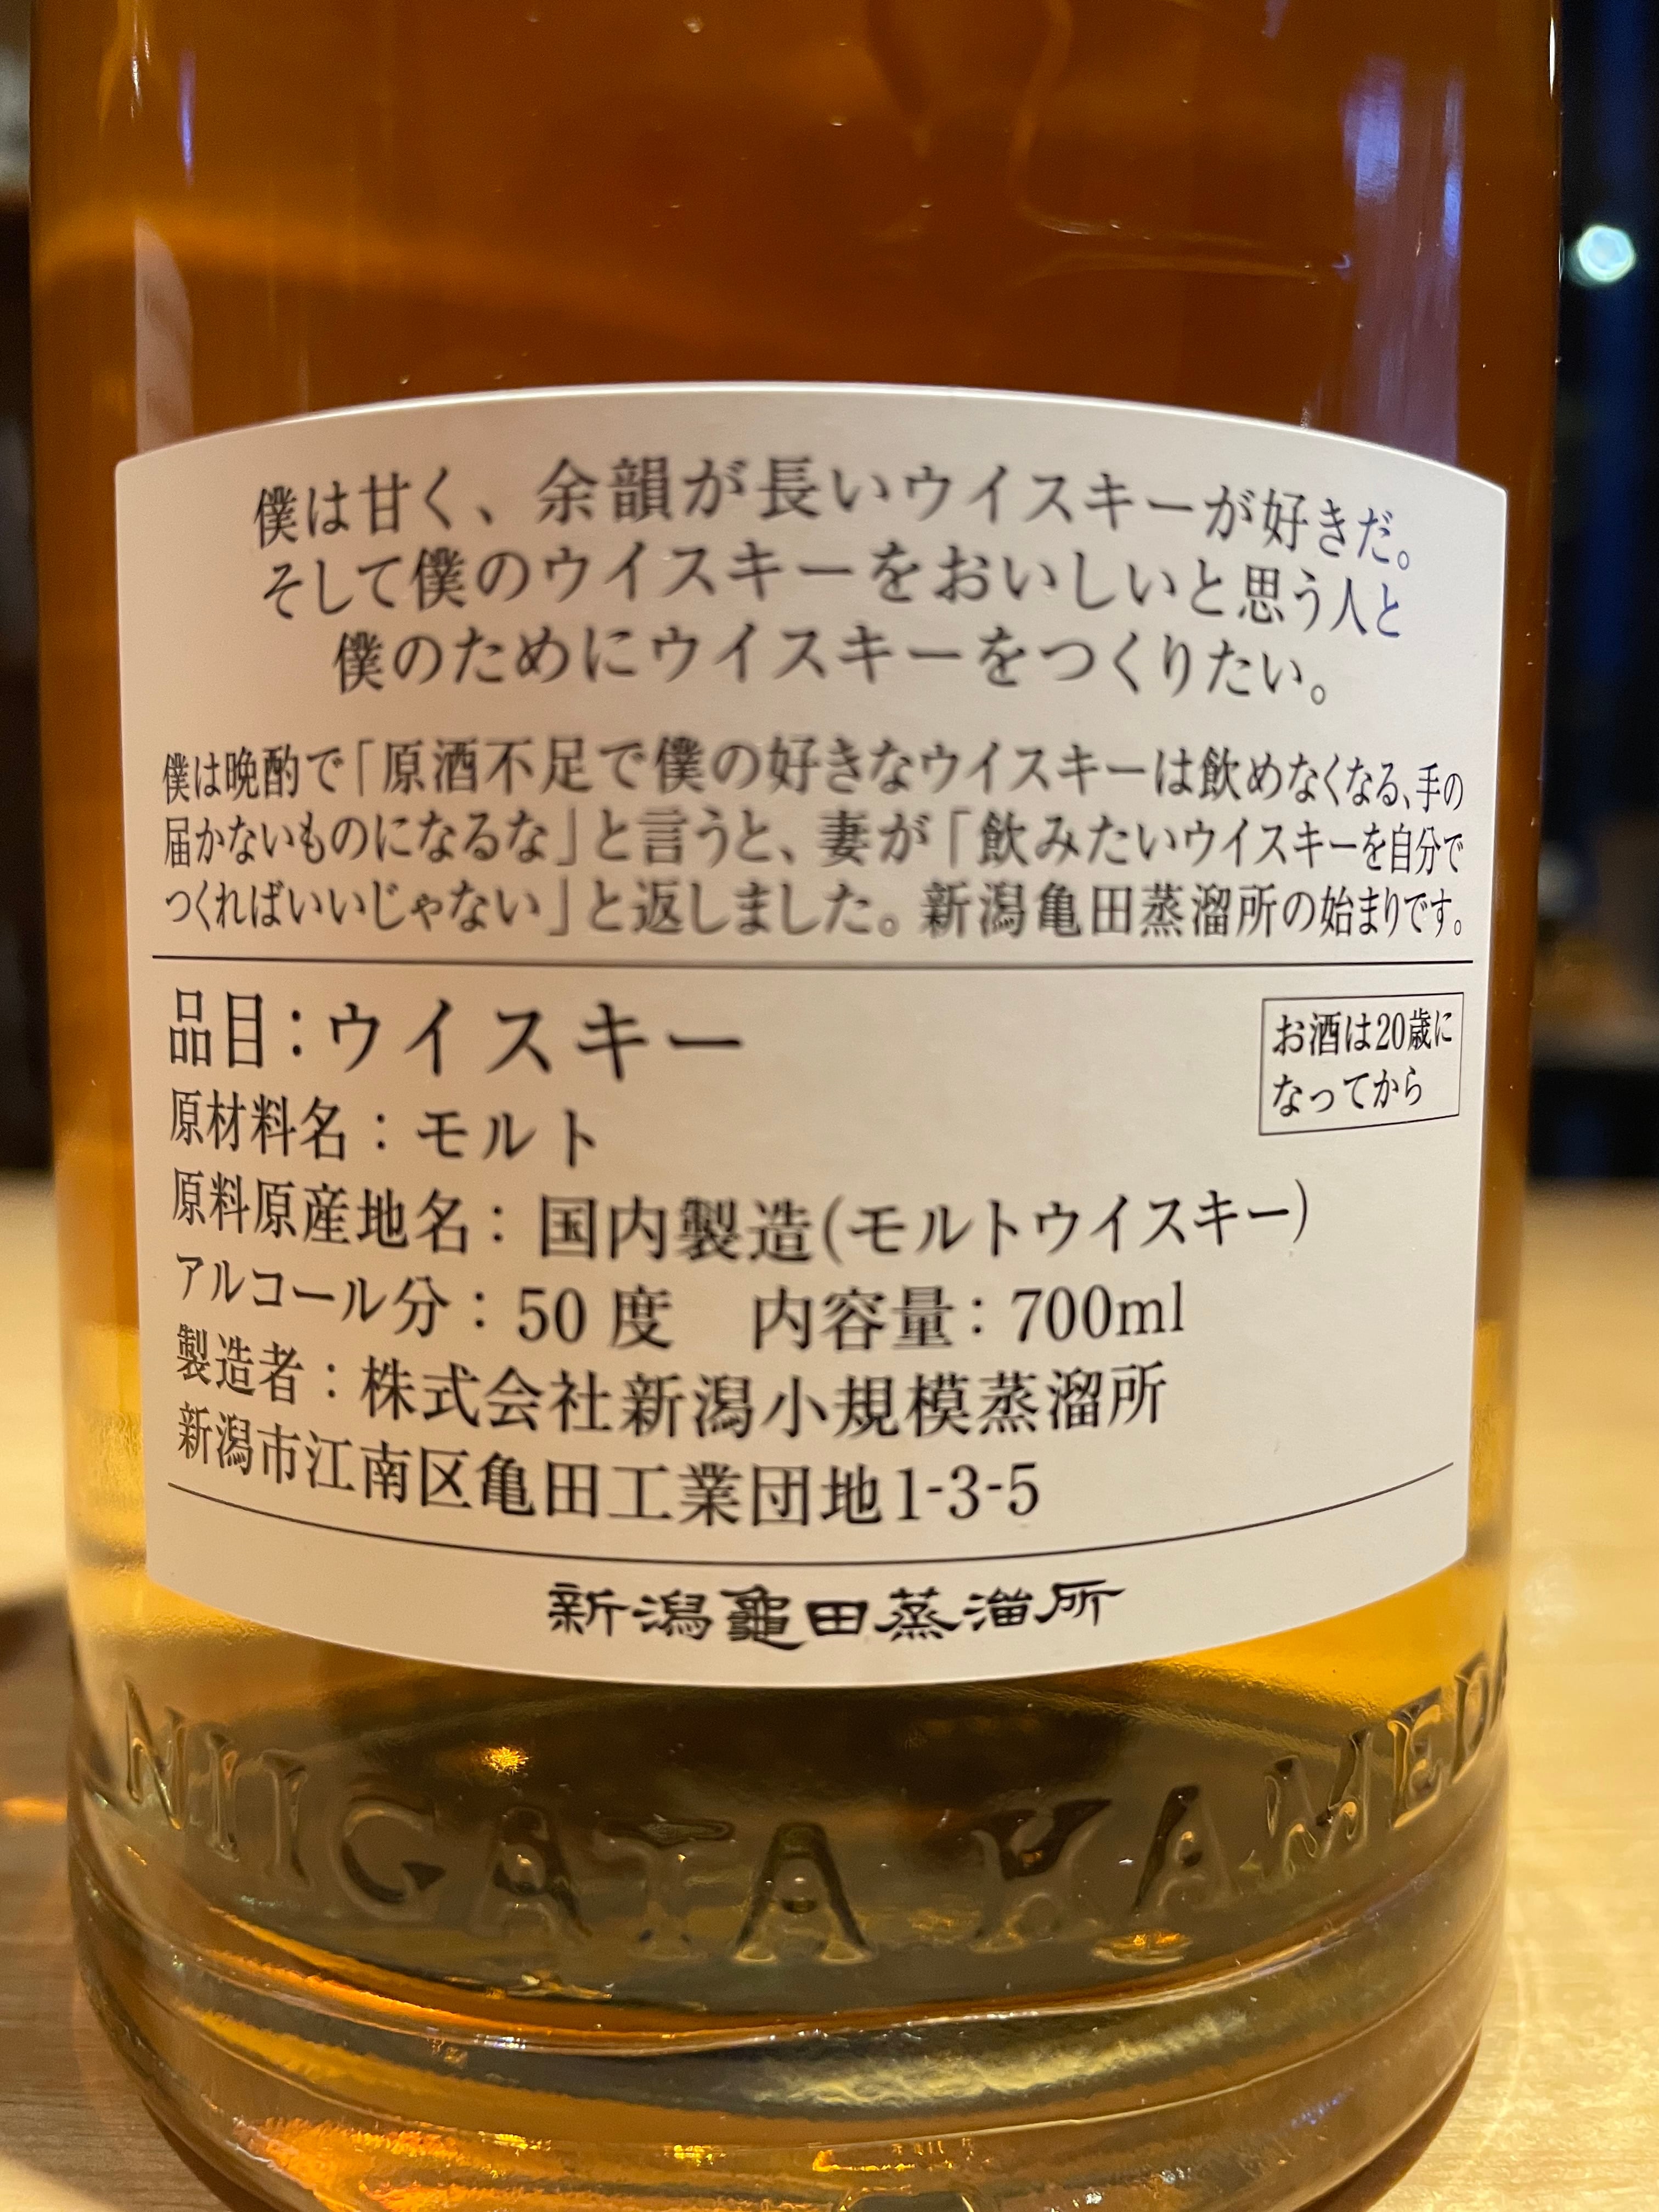 僕は甘く、余韻が長いウイスキーが好きだ。
そして僕のウイスキーをおいしいと思う人と
僕のためにウイスキーをつくりたい。
僕は晩酌で「原酒不足で僕の好きなウイスキーは飲めなくなる、手の
届かないものになるな」と言うと、妻が「飲みたいウイスキーを自分で
つくればいいじゃない」と返しました。新潟亀田蒸溜所の始まりです。
品目：ウイスキー
お酒は20歳に
なってから
原材料名：モルト
原料原産地名：国内製造(モルトウイスキー)
アルコール分：50度　内容量：700ml
製造者：株式会社新潟小規模蒸溜所
新潟市江南区亀田工業団地1-3-5
新潟龜田蒸溜所
NIIGATA KAMEDA